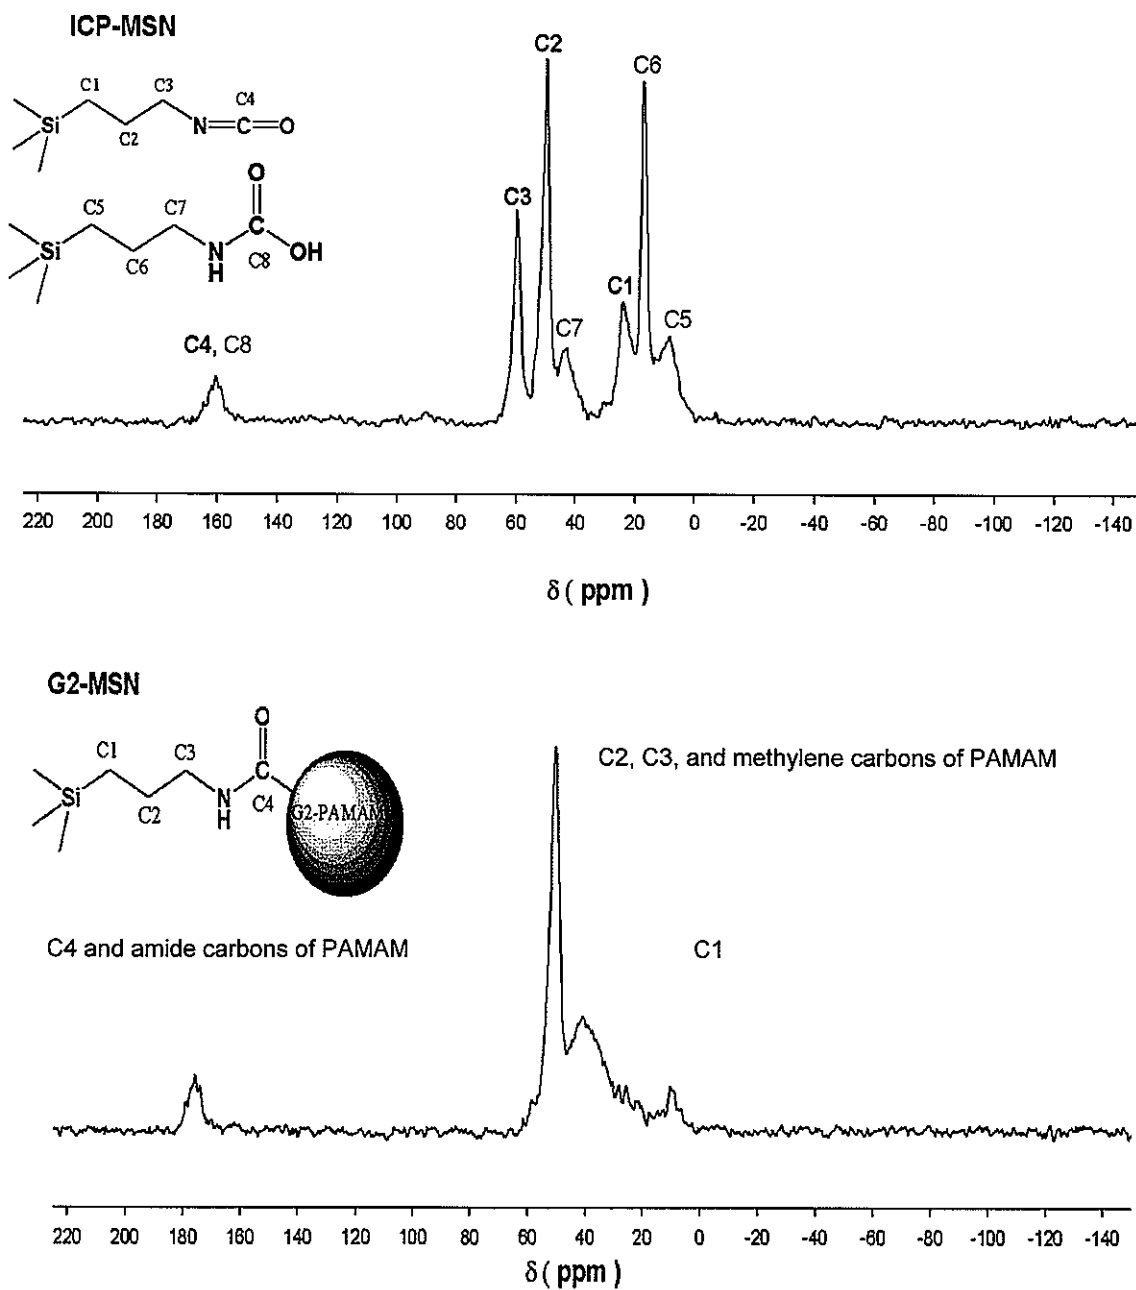 ICP-MSN
C1 C3 C4
Si N C O
C2
O
C5 C7 C
Si N OH
C6 H C8
C2
C6
C3
C1
C7 C5
C4, C8
220 200 180 160 140 120 100 80 60 40 20 0 -20 -40 -60 -80 -100 -120 -140
δ ( ppm )
G2-MSN
O
C1 C3 C
Si C2 N H C4 G2-PAMAM
C2, C3, and methylene carbons of PAMAM
C4 and amide carbons of PAMAM
C1
220 200 180 160 140 120 100 80 60 40 20 0 -20 -40 -60 -80 -100 -120 -140
δ ( ppm )